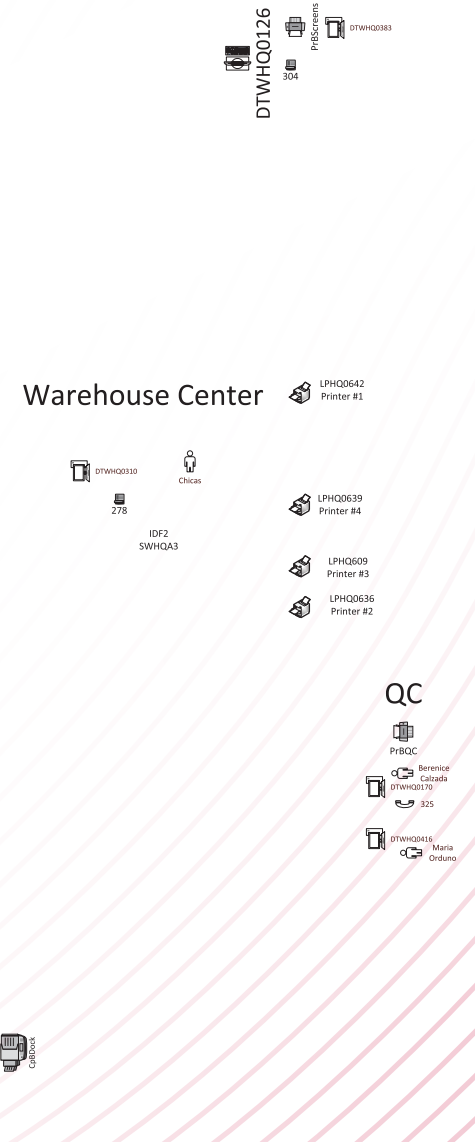 DTWHQ0126
PrBScreens
DTWHQ0383
304
Warehouse Center
LPHQ0642
Printer #1
DTWHQ0310
Chicas
278
LPHQ0639
Printer #4
IDF2
SWHQA3
LPHQ609
Printer #3
LPHQ0636
Printer #2
QC
PrBQC
Berenice
Calzada
DTWHQ0170
325
DTWHQ0416
Maria
Orduno
CpBDock